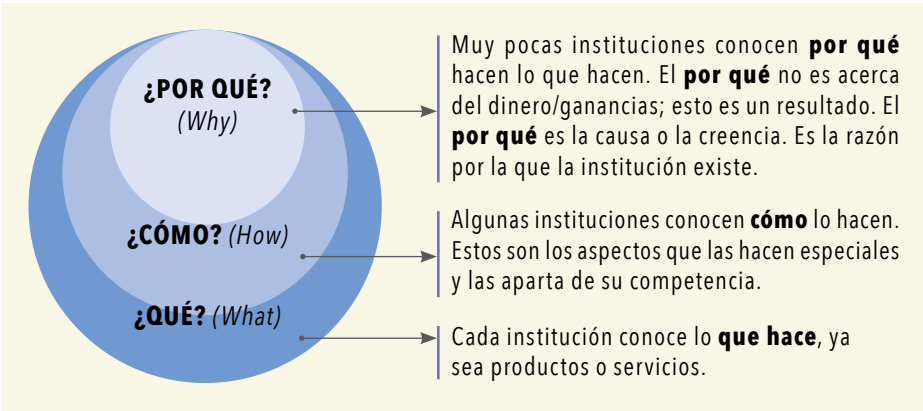 ¿POR QUÉ?
(Why)
Muy pocas instituciones conocen por qué
hacen lo que hacen. El por qué no es acerca
del dinero/ganancias; esto es un resultado. El
por qué es la causa o la creencia. Es la razón
por la que la institución existe.
¿CÓMO? (How)
Algunas instituciones conocen cómo lo hacen.
Estos son los aspectos que las hacen especiales
y las aparta de su competencia.
¿QUÉ? (What)
Cada institución conoce lo que hace, ya
sea productos o servicios.